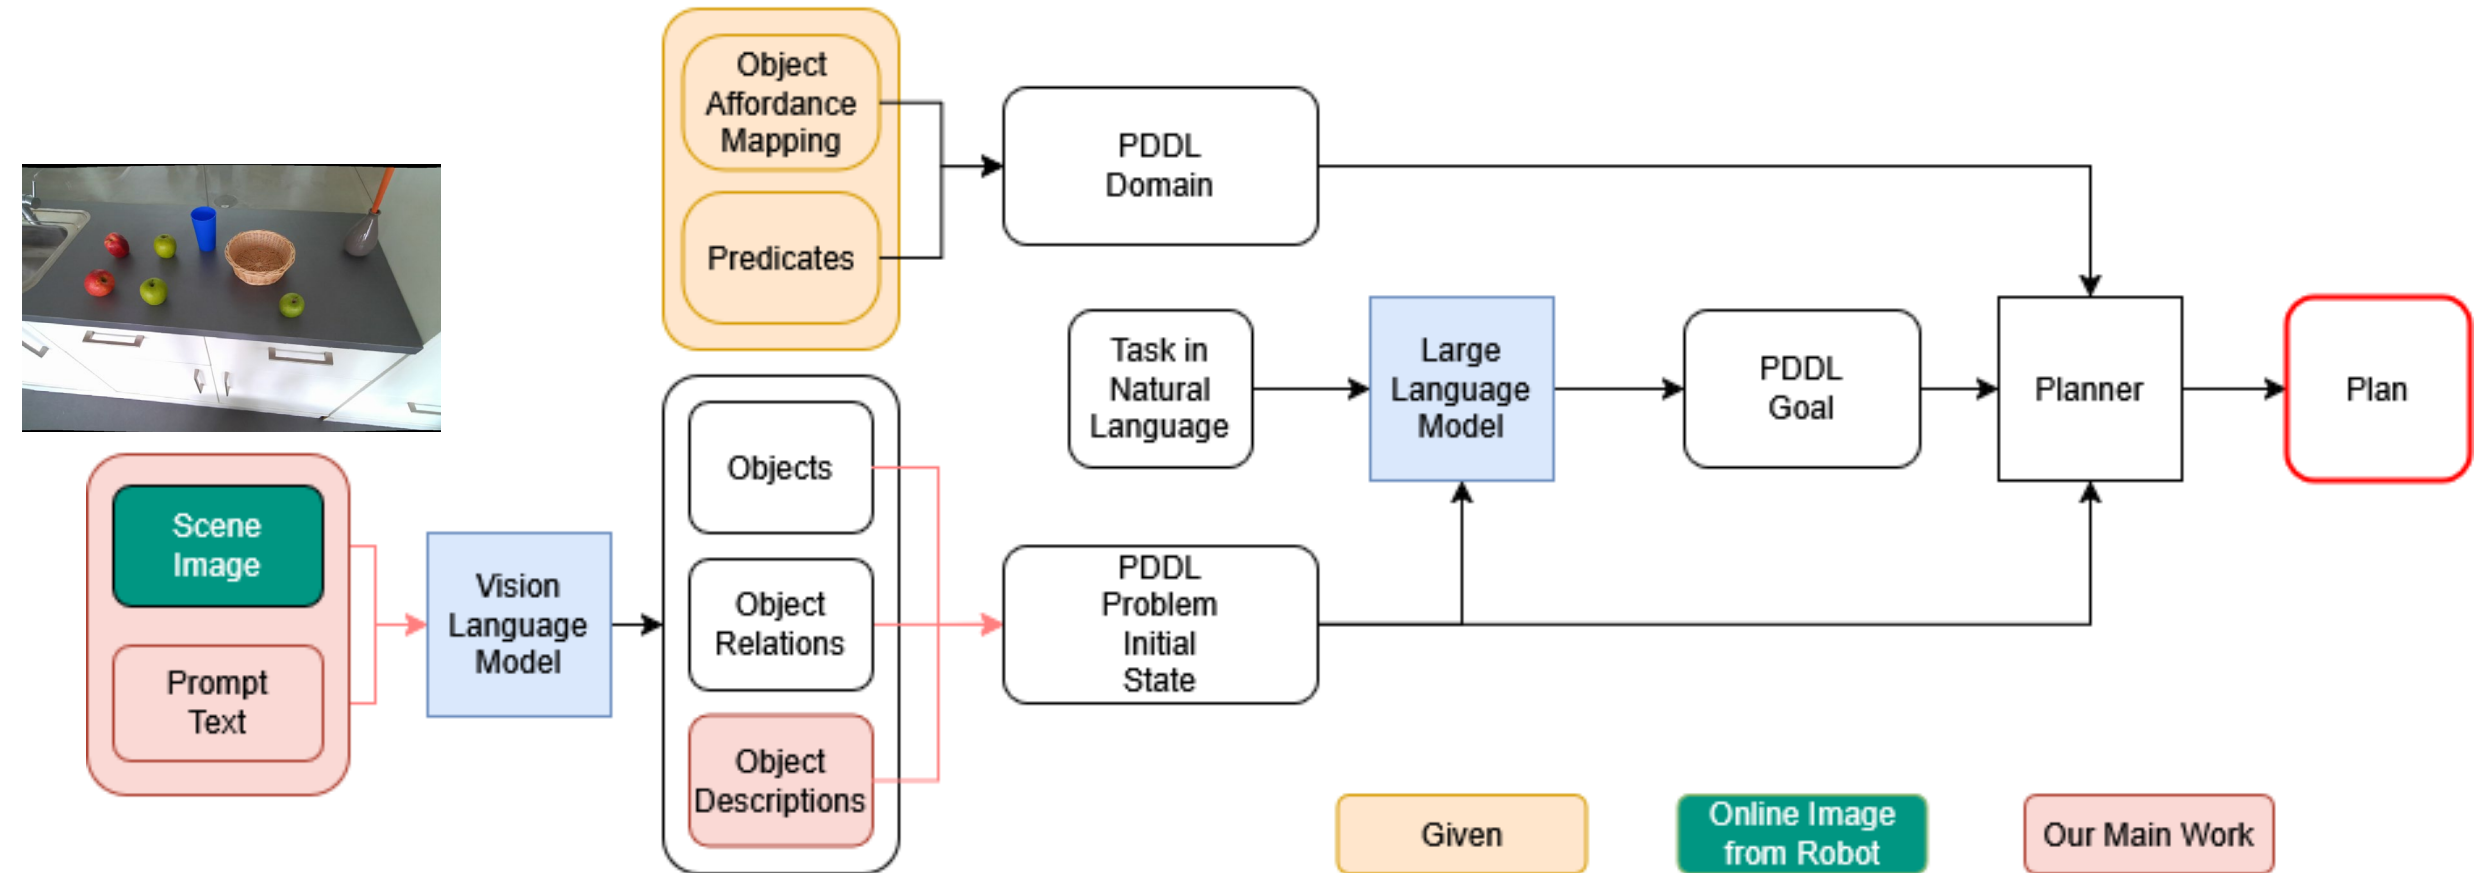 Object
Affordance
Mapping
Predicates
PDDL
Domain
Task in
Natural
Language
Large
Language
Model
PDDL
Goal
Planner
Plan
Scene
Image
Prompt
Text
Vision
Language
Model
Objects
Object
Relations
Object
Descriptions
PDDL
Problem
Initial
State
Given
Online Image
from Robot
Our Main Work